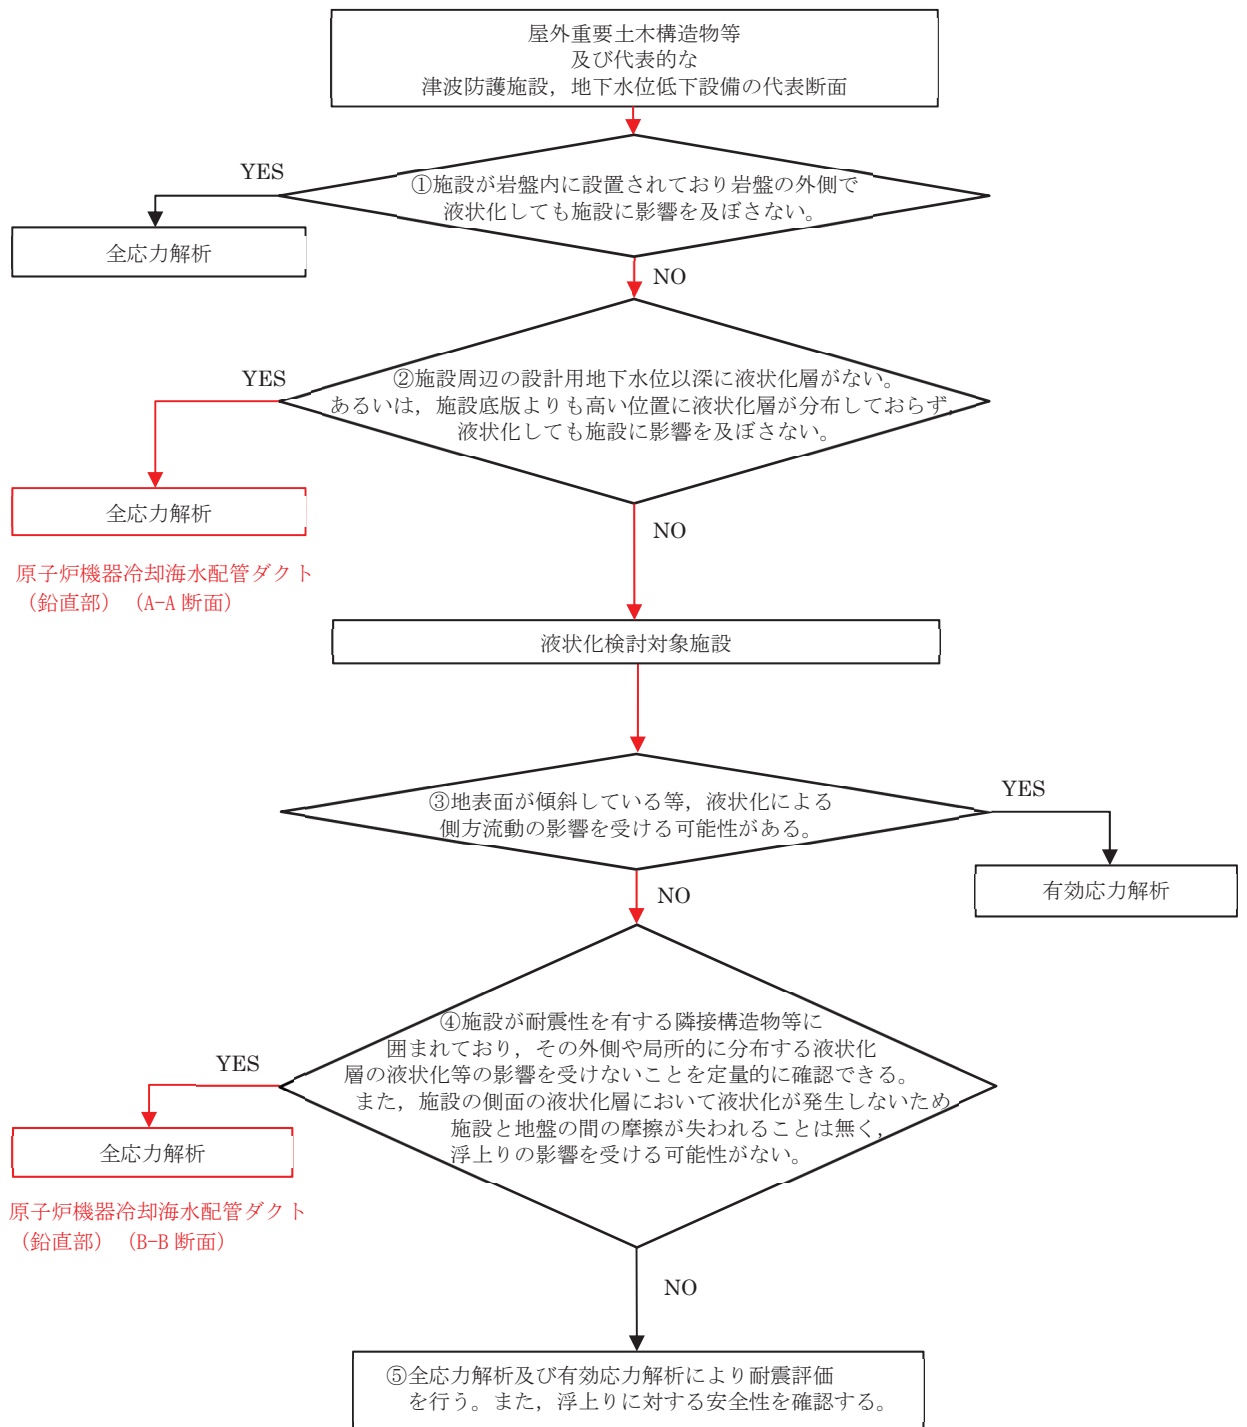 屋外重要土木構造物等
及び代表的な
津波防護施設，地下水位低下設備の代表断面
YES
①施設が岩盤内に設置されており岩盤の外側で
液状化しても施設に影響を及ぼさない。
全応力解析
NO
YES
②施設周辺の設計用地下水位以深に液状化層がない。
あるいは，施設底版よりも高い位置に液状化層が分布しておらず，
液状化しても施設に影響を及ぼさない。
全応力解析
NO
原子炉機器冷却海水配管ダクト
（鉛直部）（A-A 断面）
液状化検討対象施設
③地表面が傾斜している等，液状化による
側方流動の影響を受ける可能性がある。
YES
有効応力解析
NO
④施設が耐震性を有する隣接構造物等に
囲まれており，その外側や局所的に分布する液状化
層の液状化等の影響を受けないことを定量的に確認できる。
また，施設の側面の液状化層において液状化が発生しないため
施設と地盤の間の摩擦が失われることは無く，
浮上りの影響を受ける可能性がない。
YES
全応力解析
原子炉機器冷却海水配管ダクト
（鉛直部）（B-B 断面）
NO
⑤全応力解析及び有効応力解析により耐震評価
を行う。また，浮上りに対する安全性を確認する。